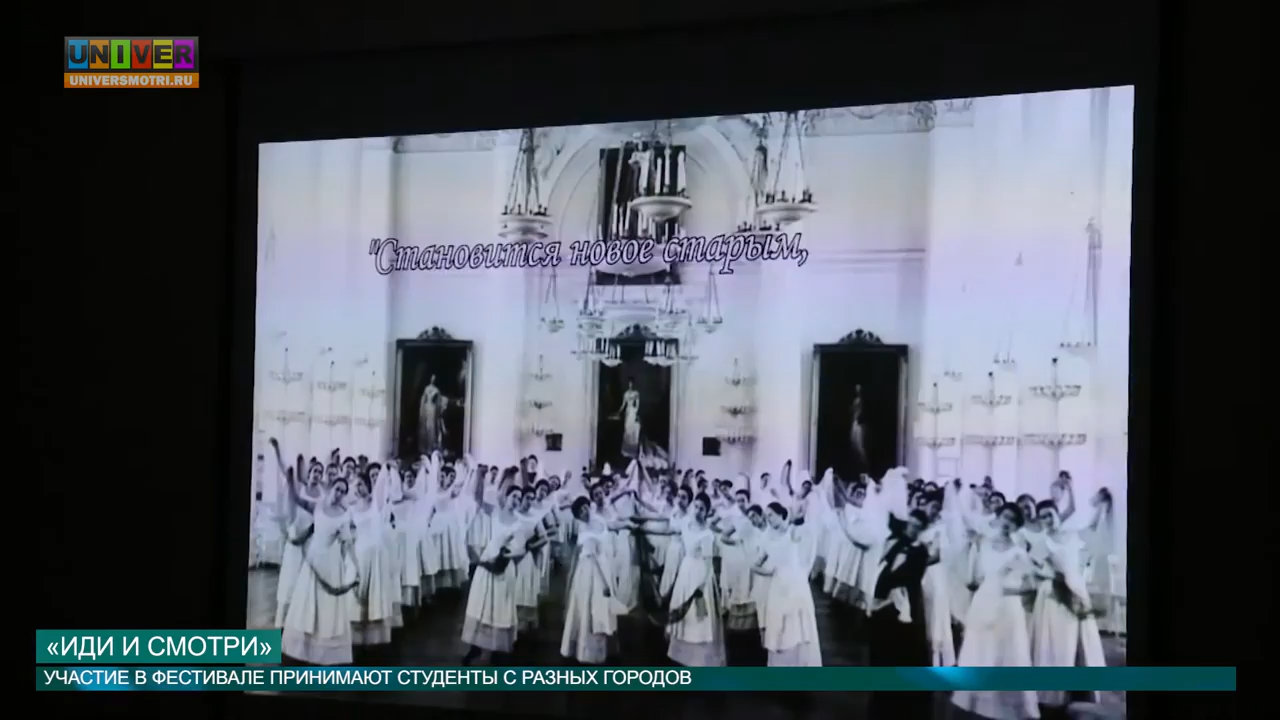 UNIVER
UNIVERSMOTRI.RU
"Становится новое старым,
«ИДИ И СМОТРИ»
УЧАСТИЕ В ФЕСТИВАЛЕ ПРИНИМАЮТ СТУДЕНТЫ С РАЗНЫХ ГОРОДОВ